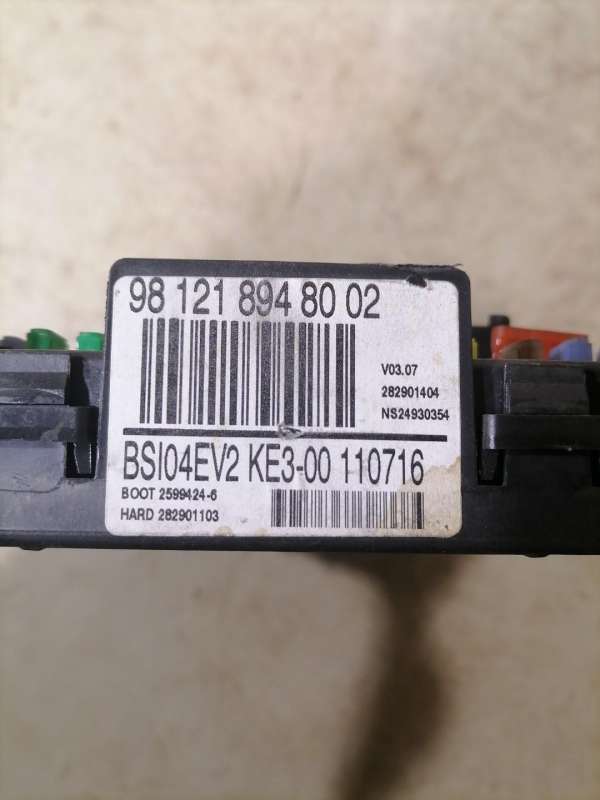 98 121 894 80 02
V03.07
282901404
NS24930354
BSI04EV2 KE3-00 110716
BOOT 2599424-6
HARD 282901103